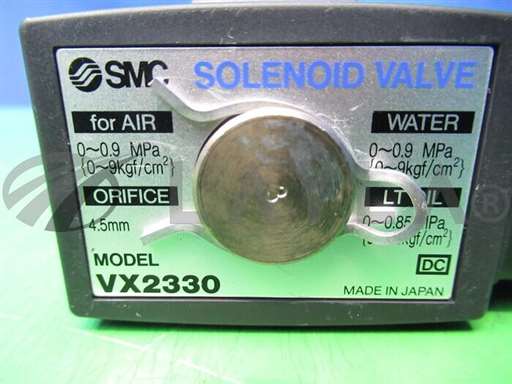 SMC SOLENOID VALVE
for AIR
0~0.9 MPa
{0~9kgf/cm²}
ORIFICE
4.5mm
MODEL
VX2330
WATER
0~0.9 MPa
{0~9kgf/cm²}
0~0.85 MPa
DC
MADE IN JAPAN